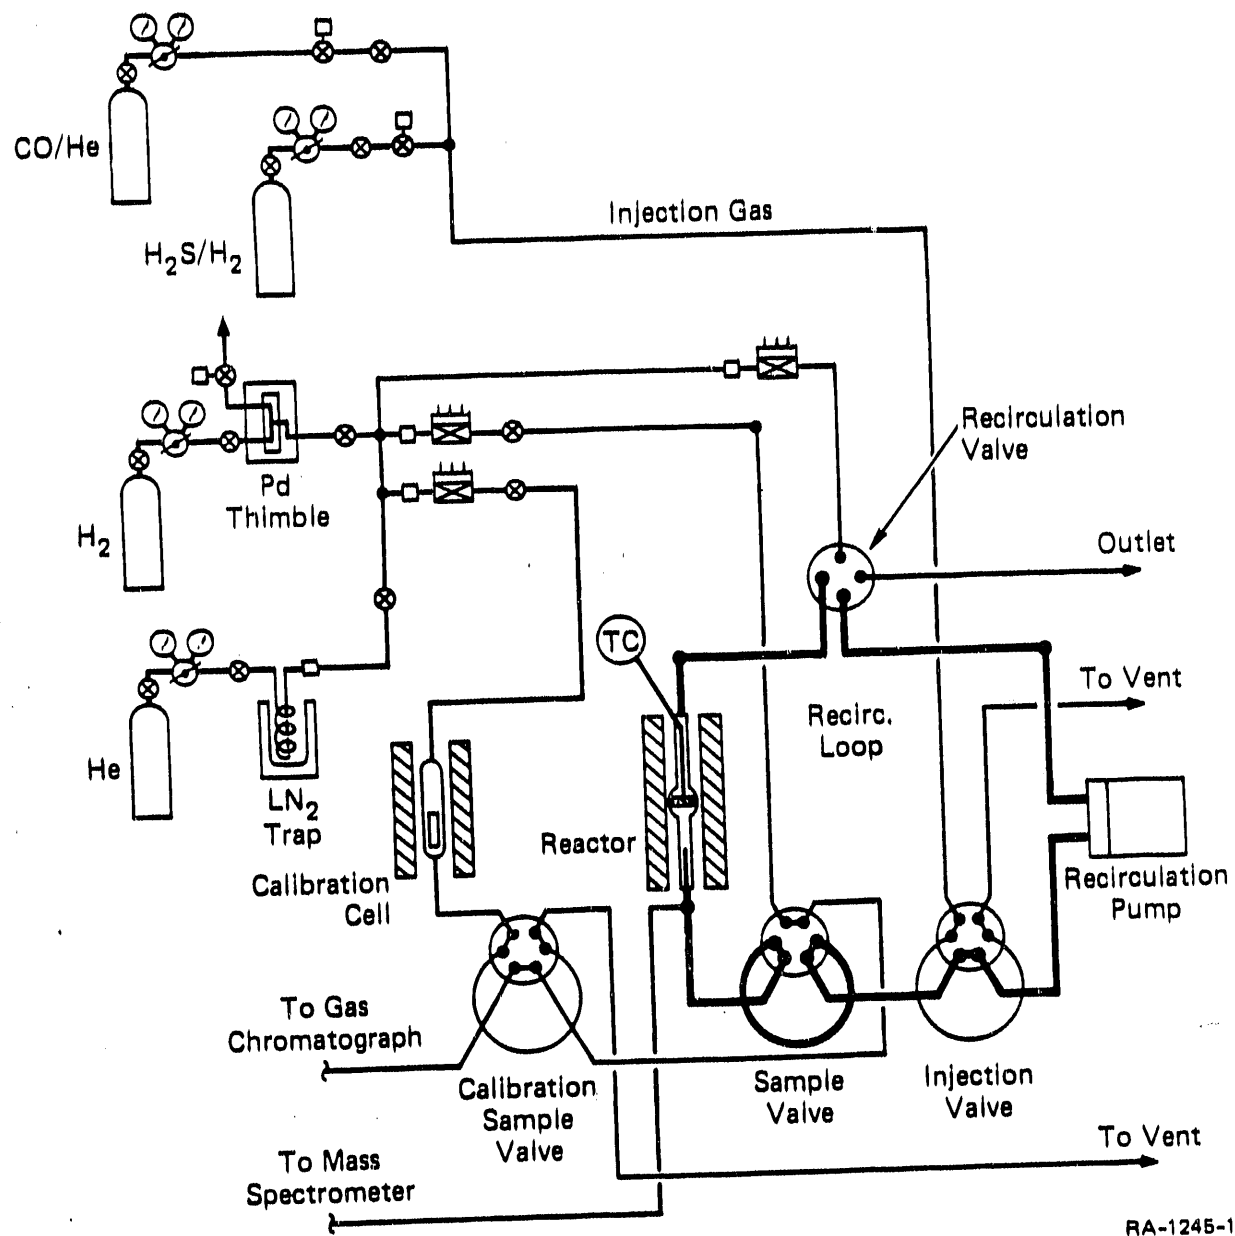 CO/He
H2S/H2
Injection Gas
Recirculation
Valve
Pd
Thimble
H2
Outlet
TC
To Vent
Recirc.
Loop
He
LN2
Trap
Reactor
Calibration
Cell
Recirculation
Pump
To Gas
Chromatograph
Calibration
Sample
Valve
Sample
Valve
Injection
Valve
To Vent
To Mass
Spectrometer
RA-1245-1